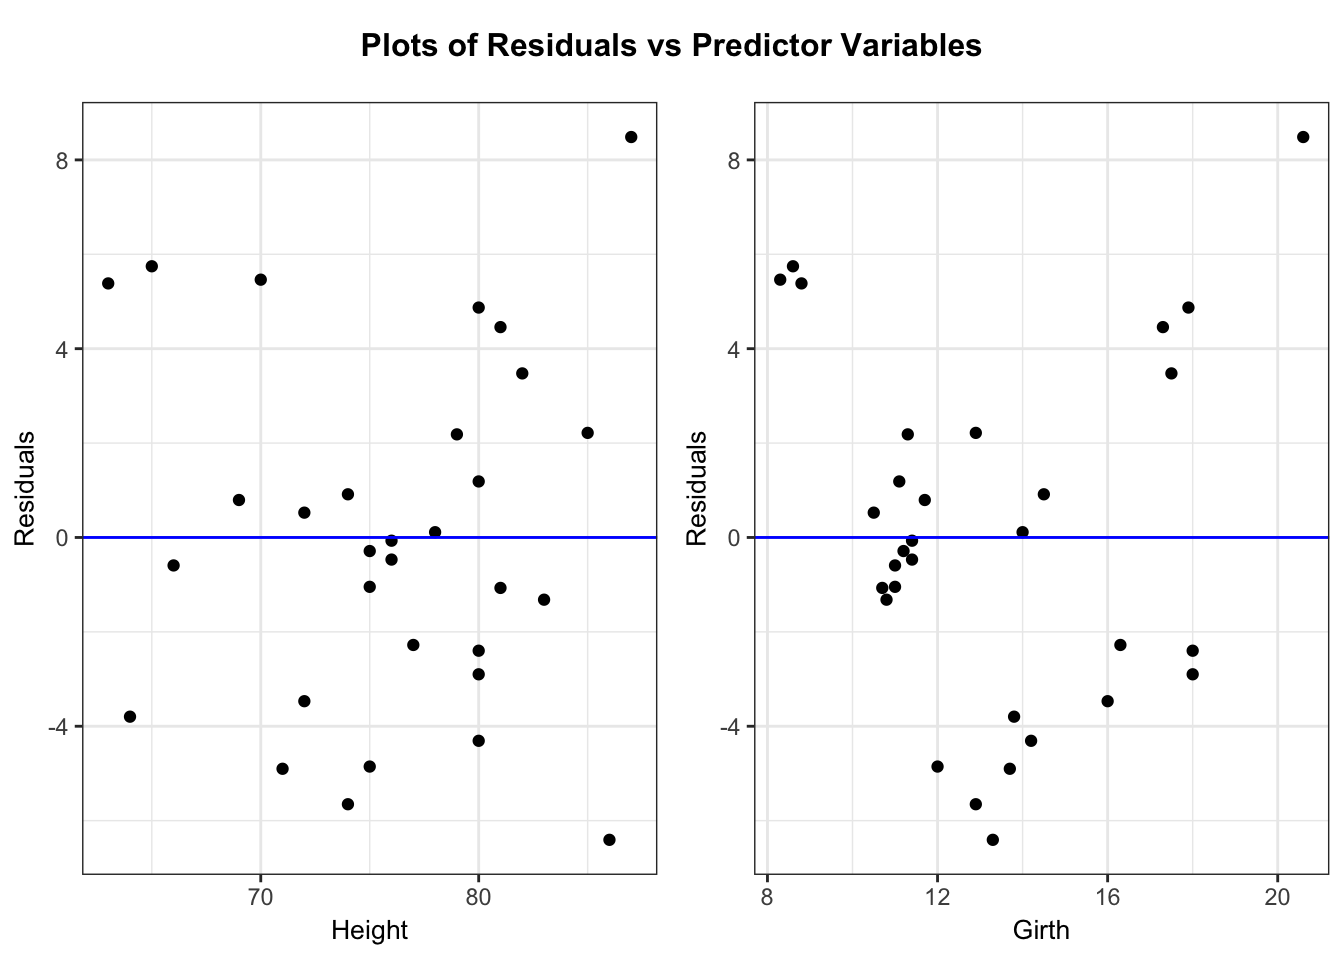 Plots of Residuals vs Predictor Variables
Residuals
8
4
0
-4
70 80
Height
Residuals
8
4
0
-4
8 12 16 20
Girth